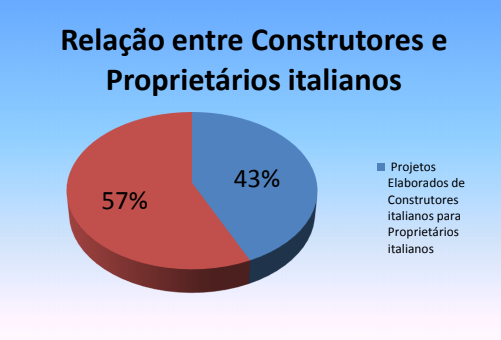 Relação entre Construtores e
Proprietários italianos
43%
57%
Projetos
Elaborados de
Construtores
italianos para
Proprietários
italianos